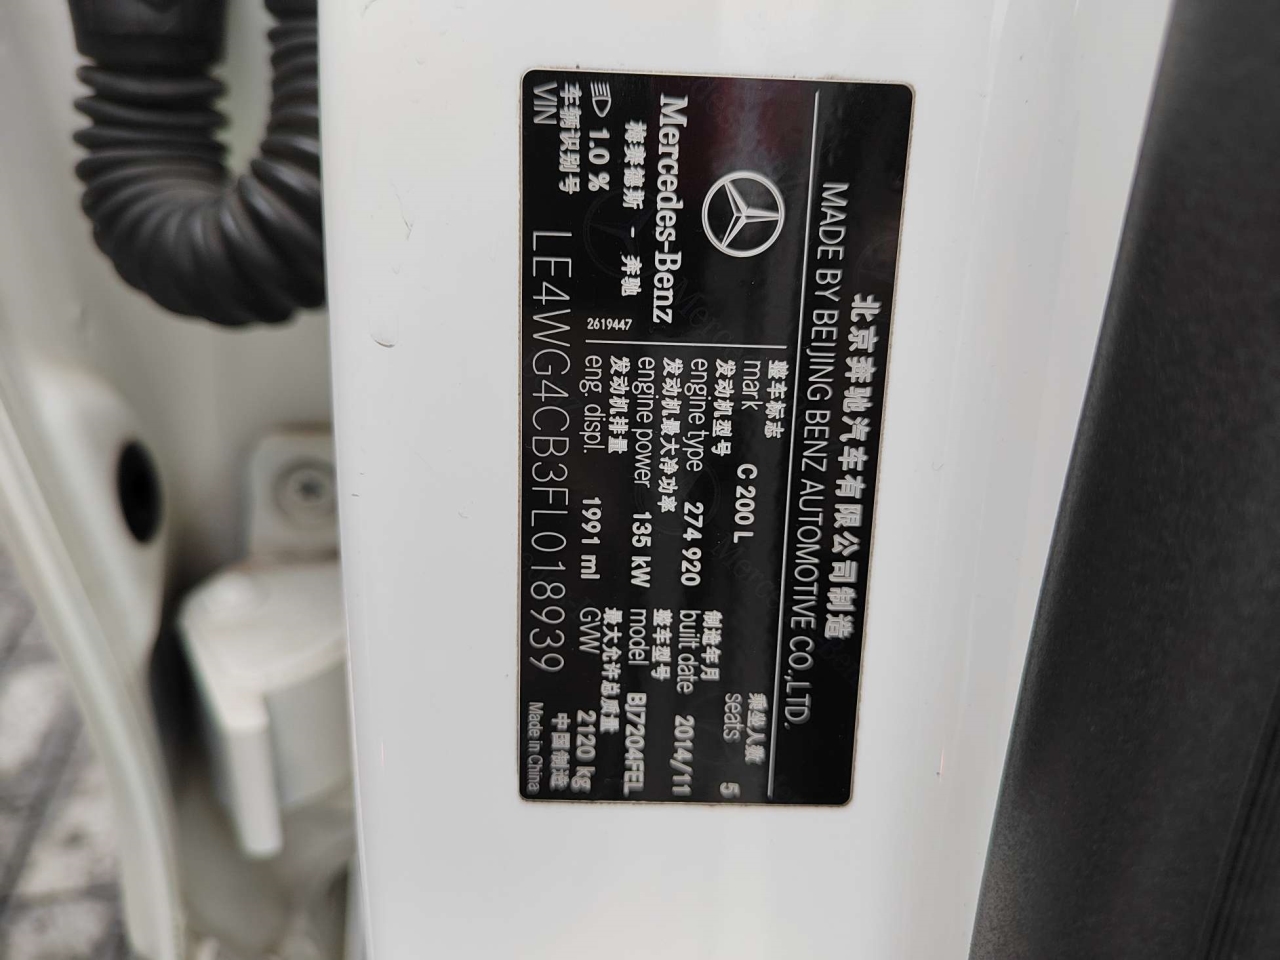 北京奔驰汽车有限公司制造
MADE BY BEIJING BENZ AUTOMOTIVE CO.,LTD.
Mercedes-Benz
梅赛德斯 - 奔驰
1.0 %
2619447
乘坐人数
seats 5
整车标志
mark C 200 L
发动机型号
engine type 274 920
制造年月
built date 2014/11
发动机最大净功率
engine power 135 kW
整车型号
model BJ7204FEL
发动机排量
eng. displ. 1991 ml
最大允许总质量
GW 2120 kg
车辆识别号
VIN LE4WG4CB3FL018939
中国制造
Made in China